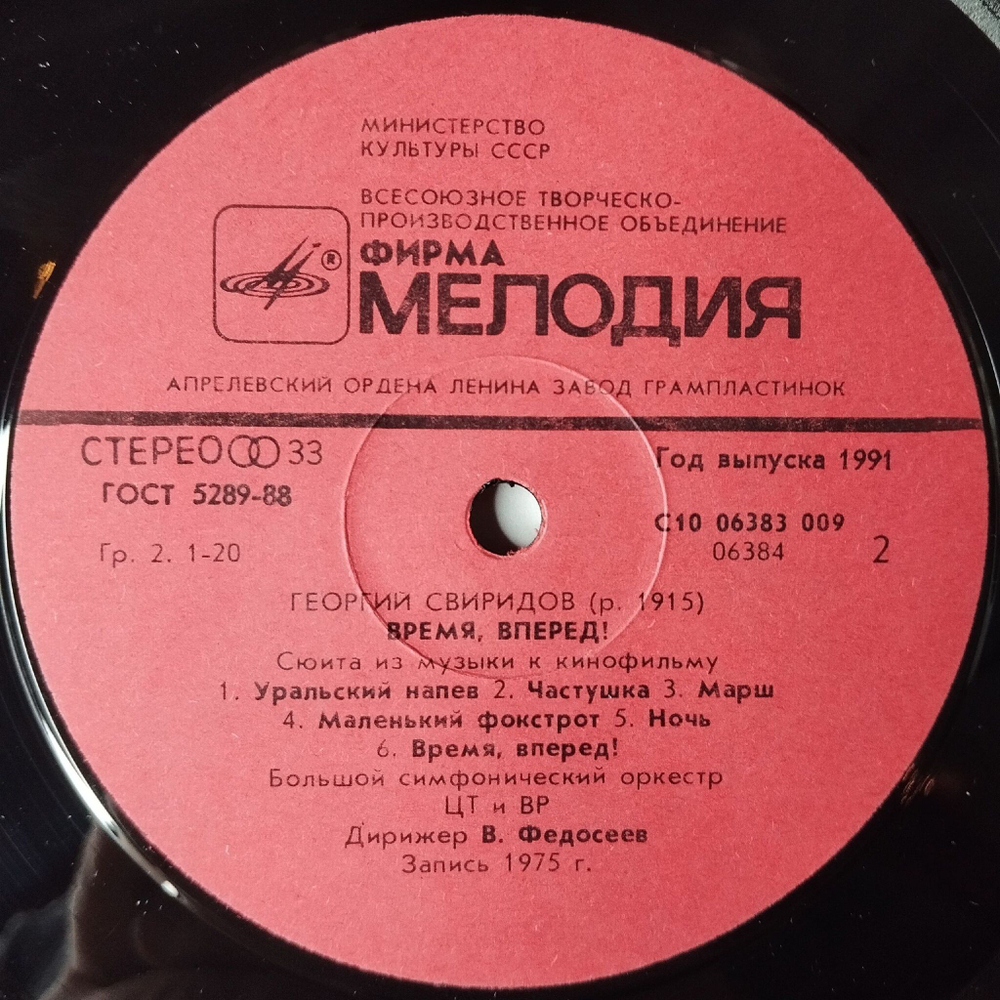 МИНИСТЕРСТВО
КУЛЬТУРЫ СССР
ВСЕСОЮЗНОЕ ТВОРЧЕСКО-
ПРОИЗВОДСТВЕННОЕ ОБЪЕДИНЕНИЕ
ФИРМА
®
МЕЛОДИЯ
АПРЕЛЕВСКИЙ ОРДЕНА ЛЕНИНА ЗАВОД ГРАМПЛАСТИНОК
СТЕРЕО 33
Год выпуска 1991
ГОСТ 5289-88
С10 06383 009
Гр. 2. 1-20
06384 2
ГЕОРГИЙ СВИРИДОВ (р. 1915)
ВРЕМЯ, ВПЕРЕД!
Сюита из музыки к кинофильму
1. Уральский напев 2. Частушка 3. Марш
4. Маленький фокстрот 5. Ночь
6. Время, вперед!
Большой симфонический оркестр
ЦТ и ВР
Дирижер В. Федосеев
Запись 1975 г.